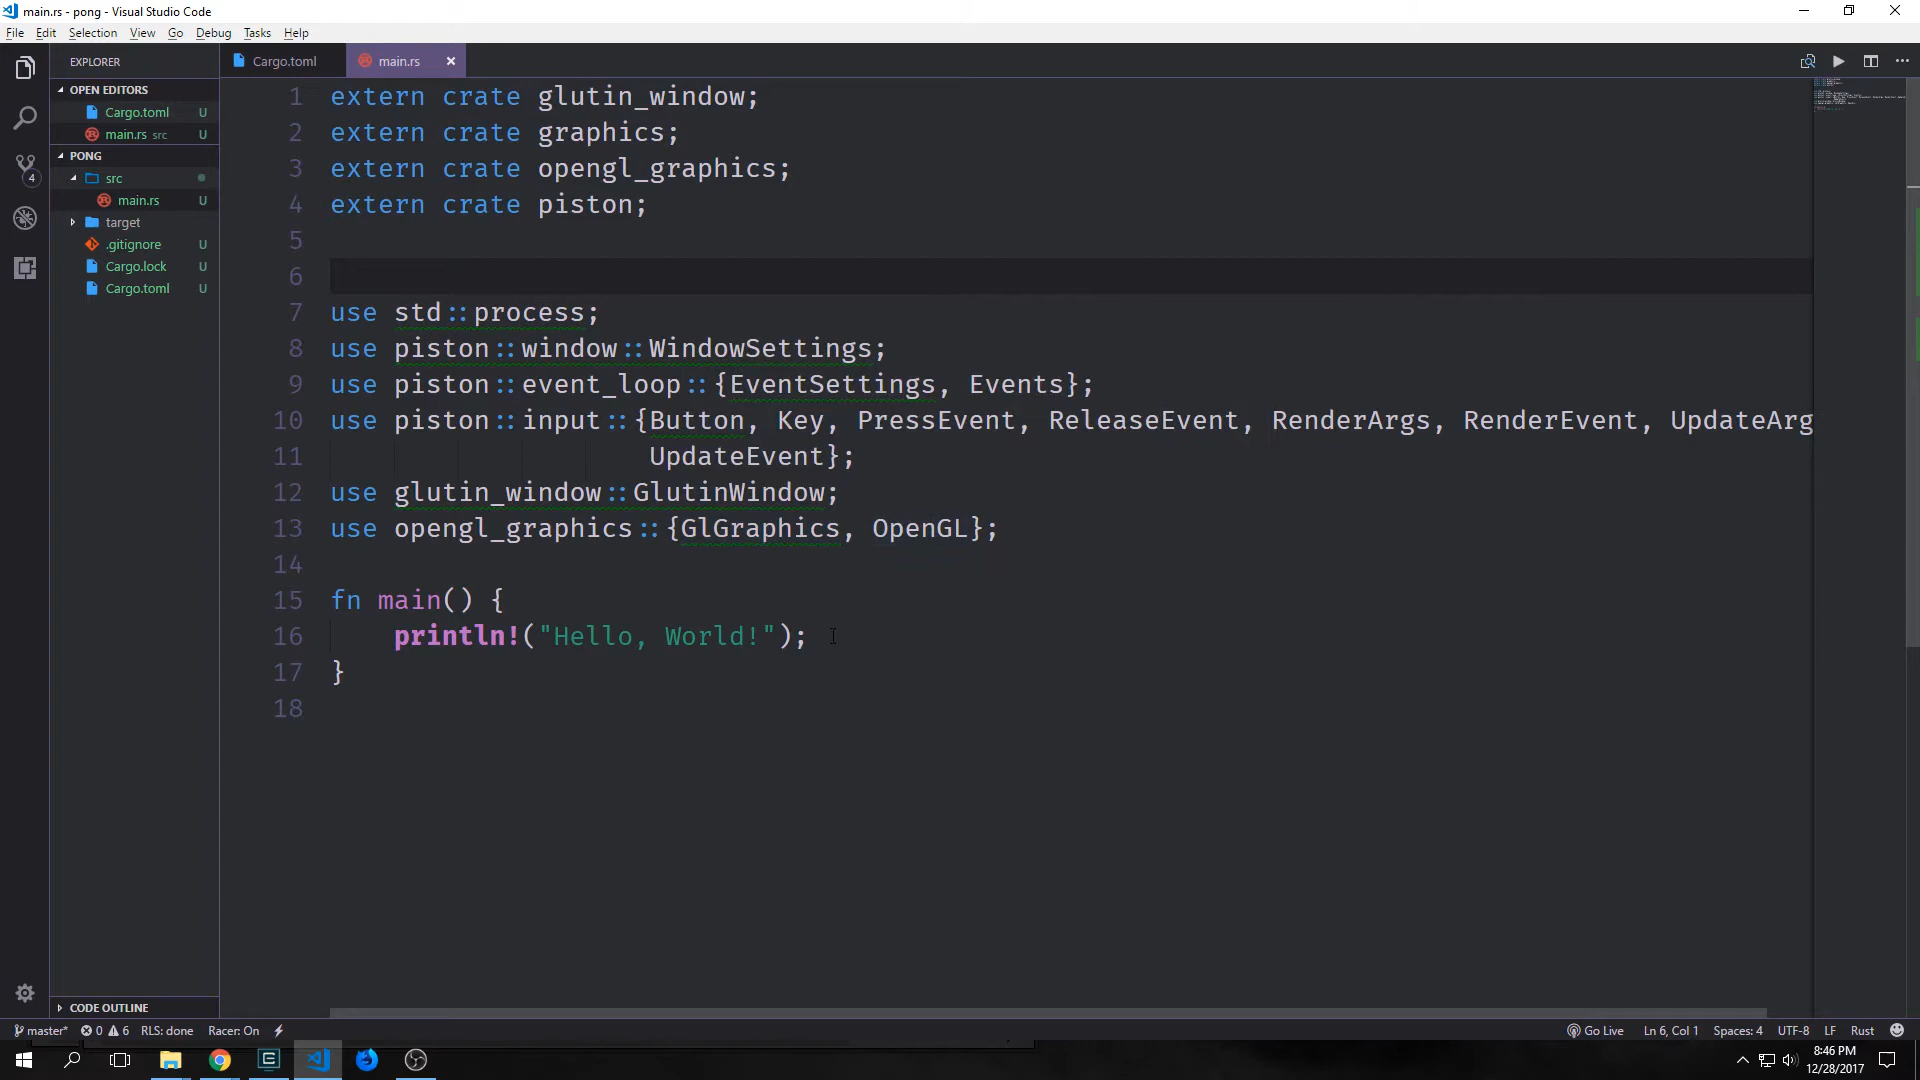 main.rs - pong - Visual Studio Code
File Edit Selection View Go Debug Tasks Help
EXPLORER
OPEN EDITORS
Cargo.toml U
main.rs src U
PONG
src
main.rs U
target
.gitignore U
Cargo.lock U
Cargo.toml U
CODE OUTLINE
4
Cargo.toml main.rs
1 extern crate glutin_window;
2 extern crate graphics;
3 extern crate opengl_graphics;
4 extern crate piston;
5
6
7 use std::process;
8 use piston::window::WindowSettings;
9 use piston::event_loop::{EventSettings, Events};
10 use piston::input::{Button, Key, PressEvent, ReleaseEvent, RenderArgs, RenderEvent, UpdateArg
11 UpdateEvent};
12 use glutin_window::GlutinWindow;
13 use opengl_graphics::{GlGraphics, OpenGL};
14
15 fn main() {
16 println!("Hello, World!");
17 }
18
master* 0 6 RLS: done Racer: On Go Live Ln 6, Col 1 Spaces: 4 UTF-8 LF Rust
8:46 PM
12/28/2017